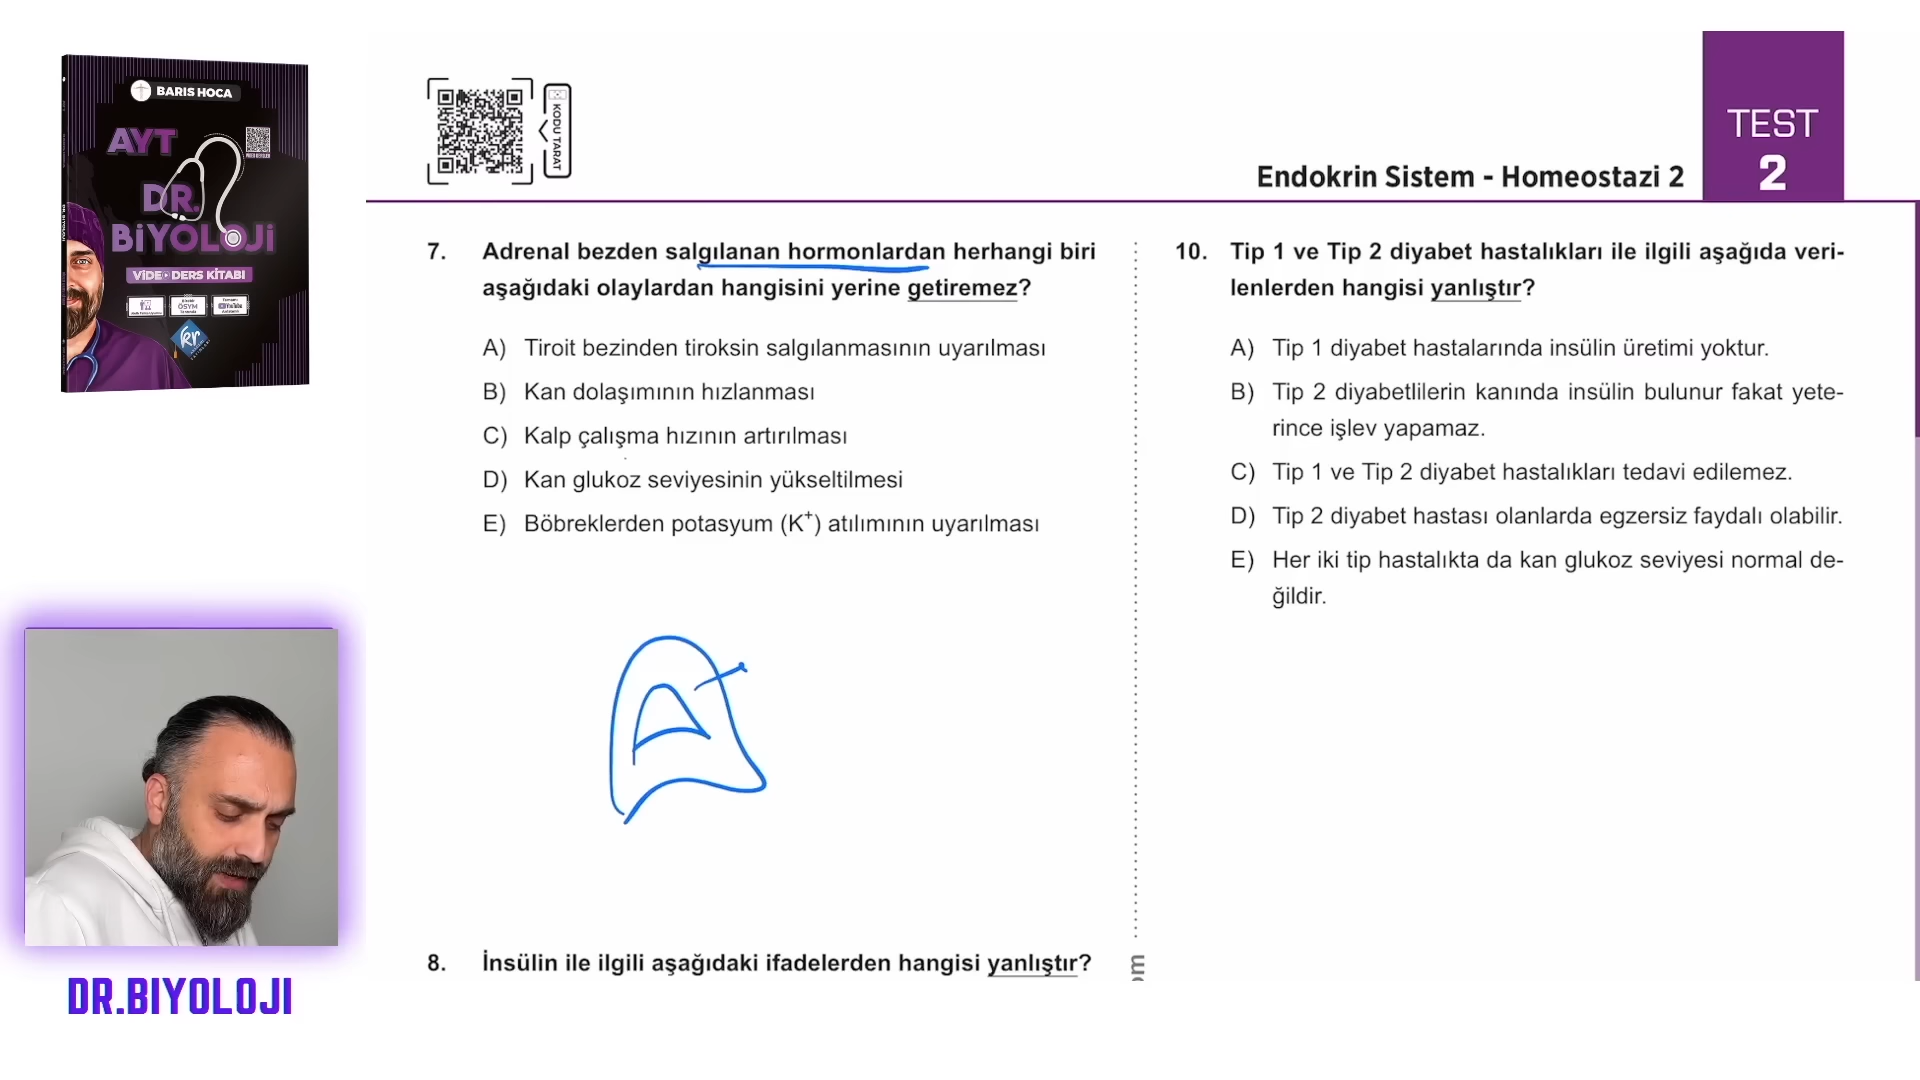 BARIS HOCA
AYT
DR.
BİYOLOJİ
VİDEO DERS KİTABI
ÖSYM
YouTube
kr
KODU TARAT
TEST
2
Endokrin Sistem - Homeostazi 2
7. Adrenal bezden salgılanan hormonlardan herhangi biri
aşağıdaki olaylardan hangisini yerine getiremez?
A) Tiroit bezinden tiroksin salgılanmasının uyarılması
B) Kan dolaşımının hızlanması
C) Kalp çalışma hızının artırılması
D) Kan glukoz seviyesinin yükseltilmesi
E) Böbreklerden potasyum (K⁺) atılımının uyarılması
8. İnsülin ile ilgili aşağıdaki ifadelerden hangisi yanlıştır?
10. Tip 1 ve Tip 2 diyabet hastalıkları ile ilgili aşağıda veri-
lenlerden hangisi yanlıştır?
A) Tip 1 diyabet hastalarında insülin üretimi yoktur.
B) Tip 2 diyabetlilerin kanında insülin bulunur fakat yete-
rince işlev yapamaz.
C) Tip 1 ve Tip 2 diyabet hastalıkları tedavi edilemez.
D) Tip 2 diyabet hastası olanlarda egzersiz faydalı olabilir.
E) Her iki tip hastalıkta da kan glukoz seviyesi normal de-
ğildir.
DR.BIYOLOJI